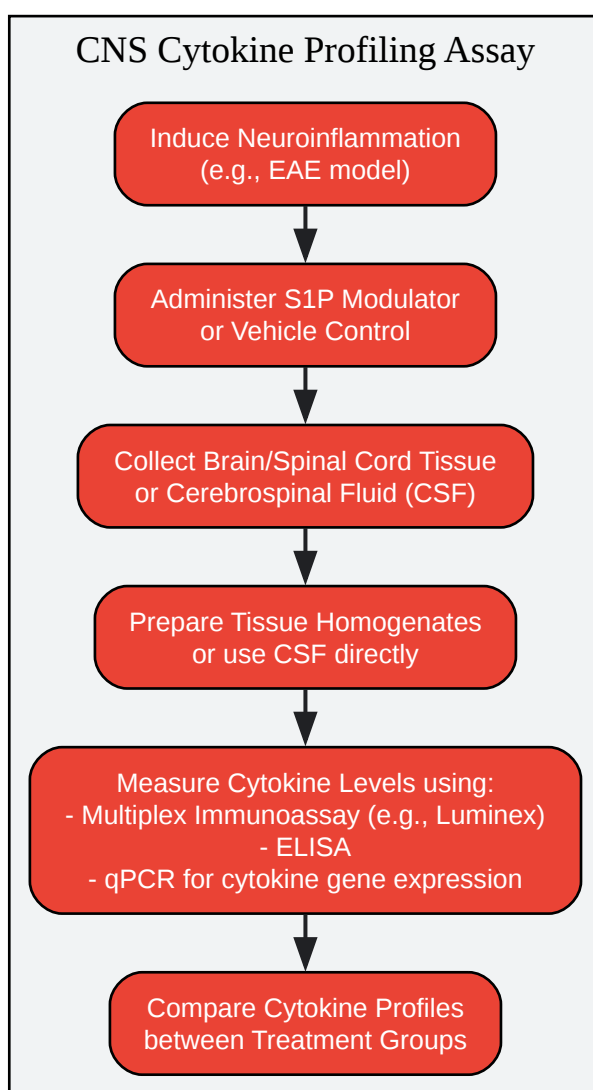 CNS Cytokine Profiling Assay
Induce Neuroinflammation
(e.g., EAE model)
Administer S1P Modulator
or Vehicle Control
Collect Brain/Spinal Cord Tissue
or Cerebrospinal Fluid (CSF)
Prepare Tissue Homogenates
or use CSF directly
Measure Cytokine Levels using:
- Multiplex Immunoassay (e.g., Luminex)
- ELISA
- qPCR for cytokine gene expression
Compare Cytokine Profiles
between Treatment Groups